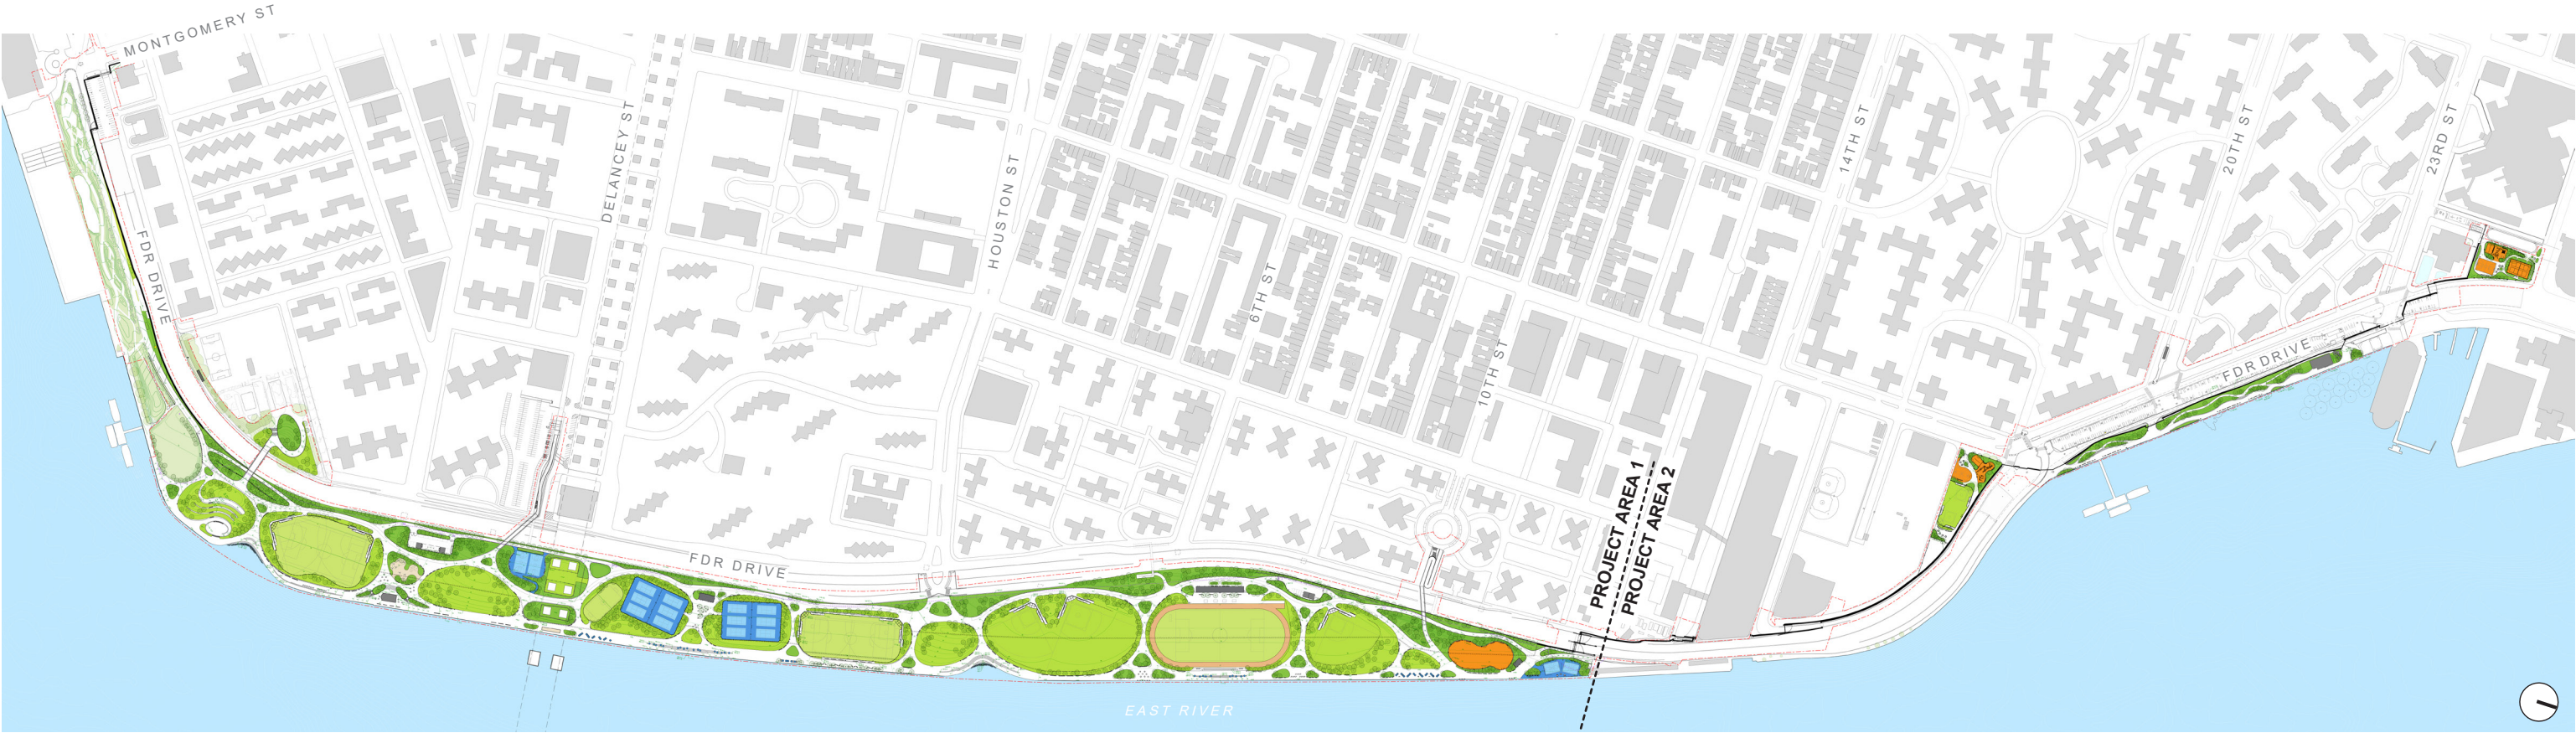 MONTGOMERY ST
FDR DRIVE
DELANCEY ST
HOUSTON ST
6TH ST
10TH ST
14TH ST
20TH ST
23RD ST
FDR DRIVE
FDR DRIVE
PROJECT AREA 1
PROJECT AREA 2
EAST RIVER